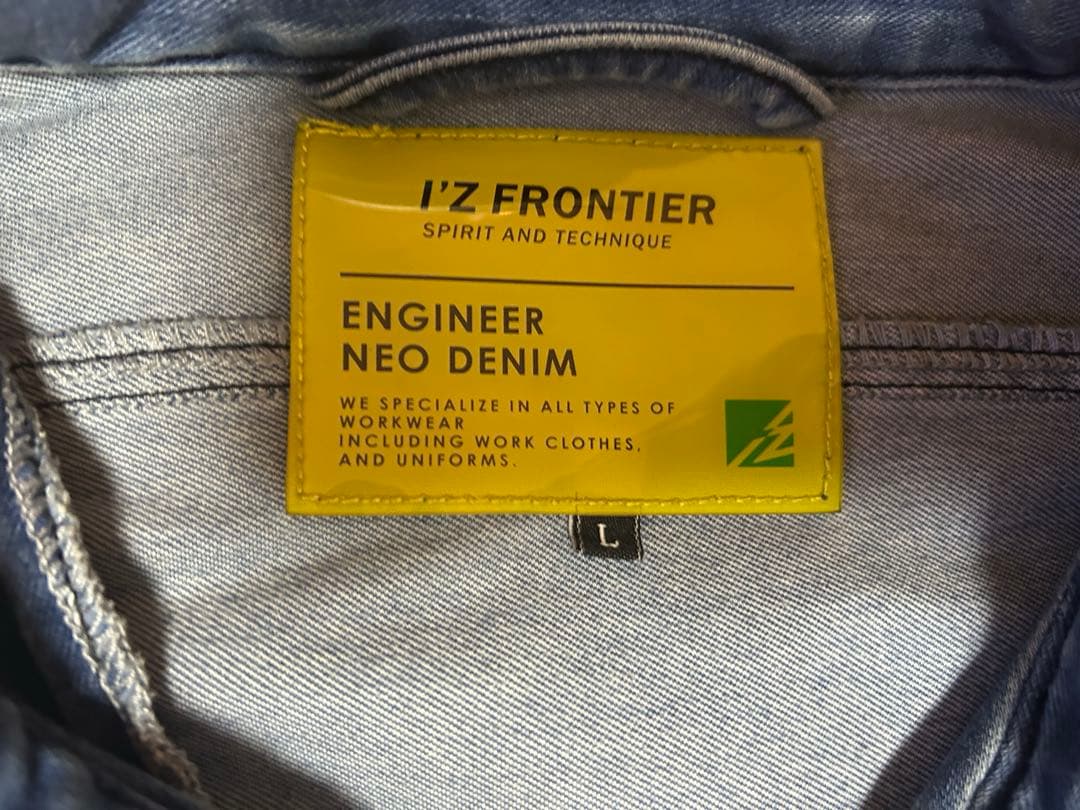 I'Z FRONTIER
SPIRIT AND TECHNIQUE
ENGINEER
NEO DENIM
WE SPECIALIZE IN ALL TYPES OF
WORKWEAR
INCLUDING WORK CLOTHES,
AND UNIFORMS.
IZ
L